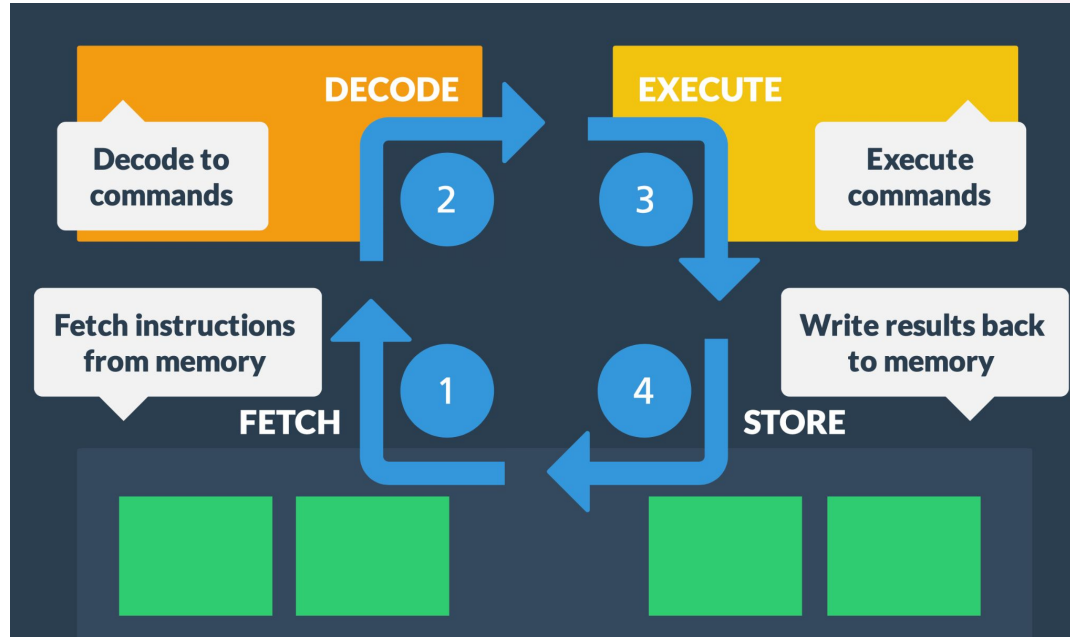 DECODE
EXECUTE
Decode to
commands
2
3
Execute
commands
Fetch instructions
from memory
Write results back
to memory
1
4
FETCH
STORE